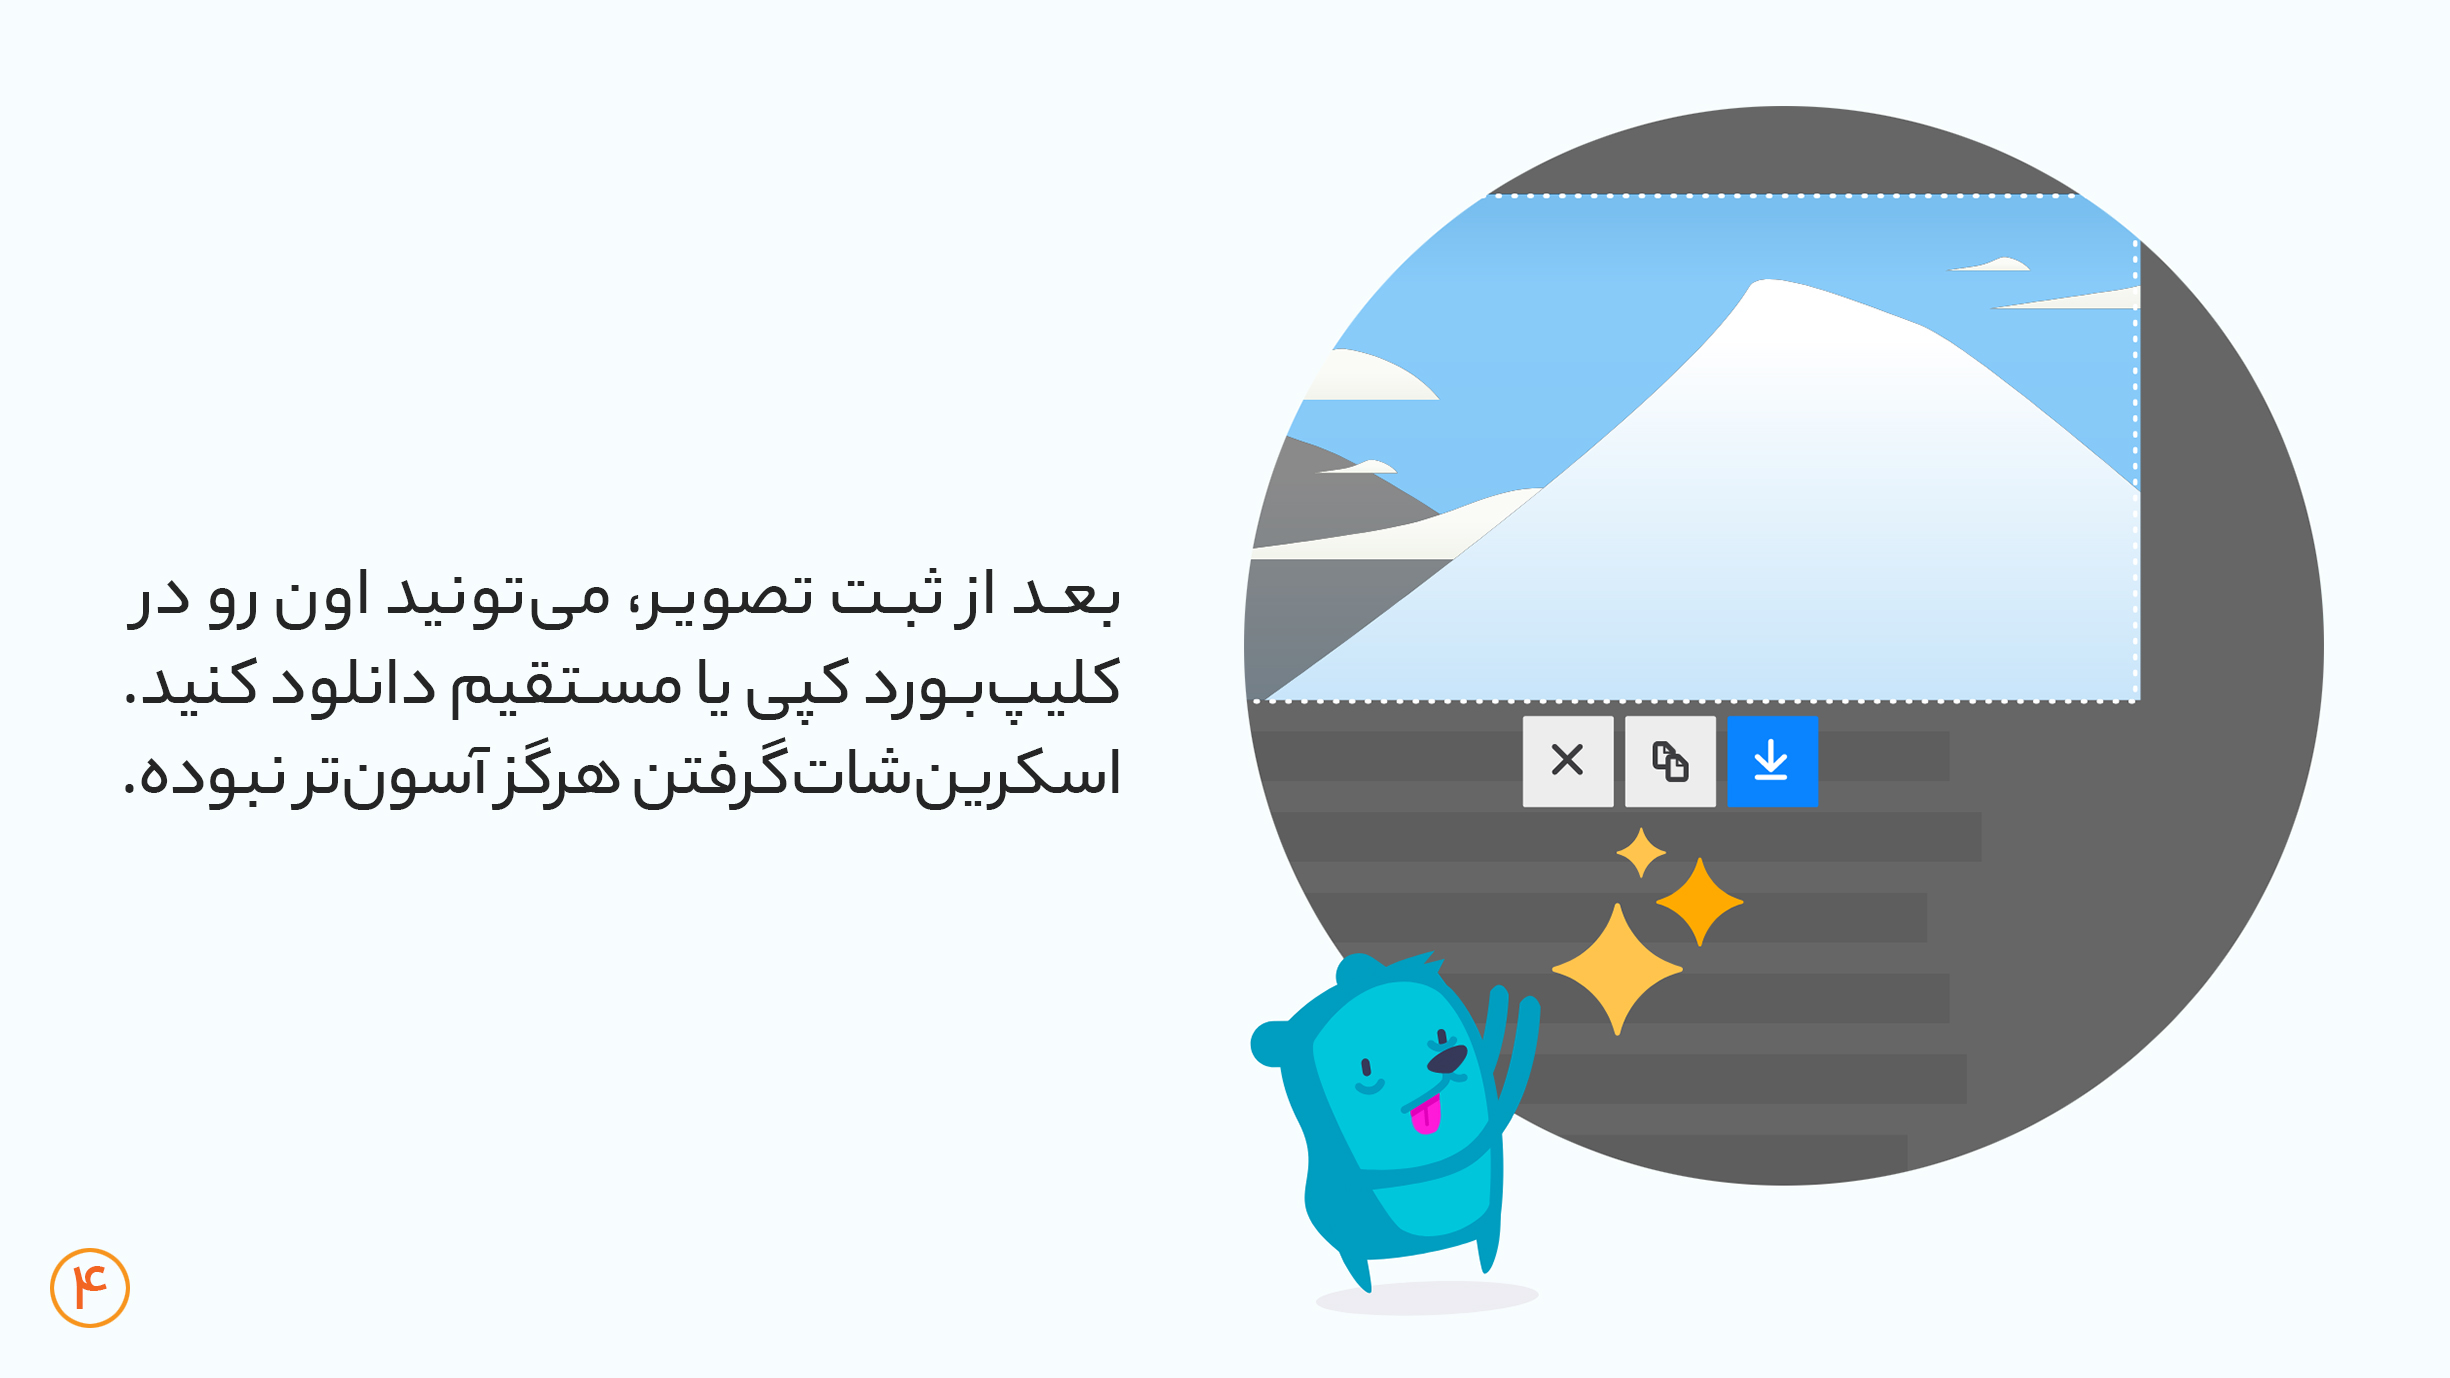 بعد از ثبت تصویر، می‌تونید اون رو در
کلیپ‌بورد کپی یا مستقیم دانلود کنید.
اسکرین‌شات‌گرفتن هرگز آسون‌تر نبوده.
۴